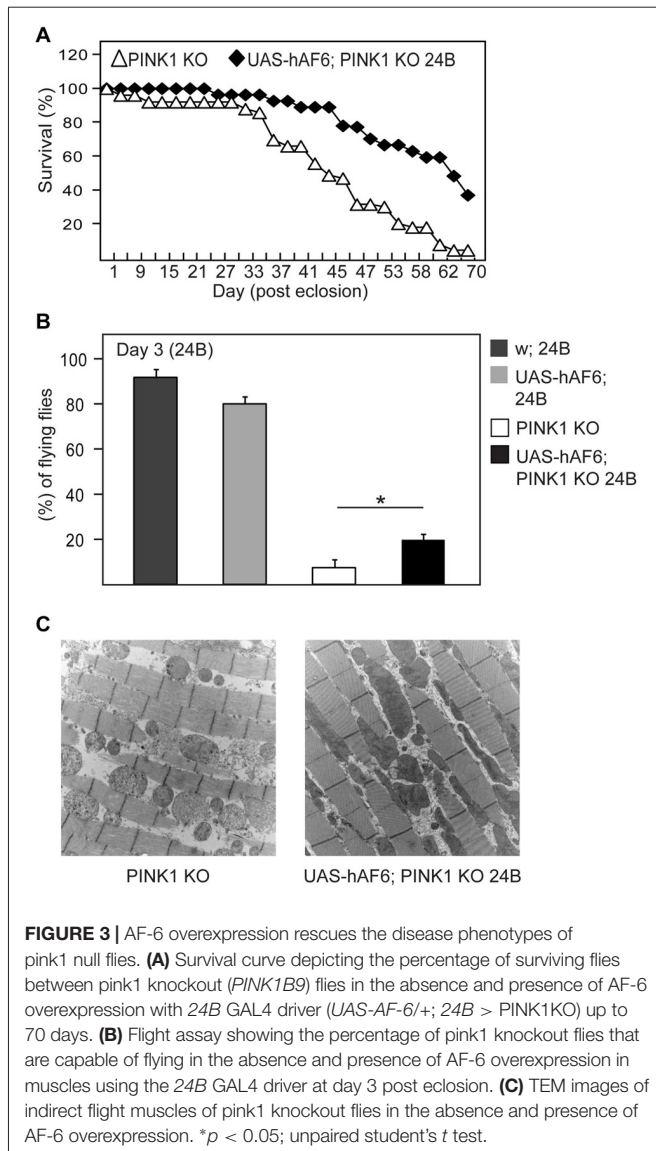 A
PINK1 KO UAS-hAF6; PINK1 KO 24B
Survival (%)
100
80
60
40
20
1 9 15 21 27 33 37 41 45 47 53 58 62 70
Day (post eclosion)
B
Day 3 (24B)
(%) of flying flies
100
80
60
40
20
*
w; 24B
UAS-hAF6;
24B
PINK1 KO
UAS-hAF6;
PINK1 KO 24B
C
PINK1 KO UAS-hAF6; PINK1 KO 24B
FIGURE 3 | AF-6 overexpression rescues the disease phenotypes of
pink1 null flies. (A) Survival curve depicting the percentage of surviving flies
between pink1 knockout (PINK1B9) flies in the absence and presence of AF-6
overexpression with 24B GAL4 driver (UAS-AF-6/+; 24B > PINK1KO) up to
70 days. (B) Flight assay showing the percentage of pink1 knockout flies that
are capable of flying in the absence and presence of AF-6 overexpression in
muscles using the 24B GAL4 driver at day 3 post eclosion. (C) TEM images of
indirect flight muscles of pink1 knockout flies in the absence and presence of
AF-6 overexpression. *p < 0.05; unpaired student's t test.